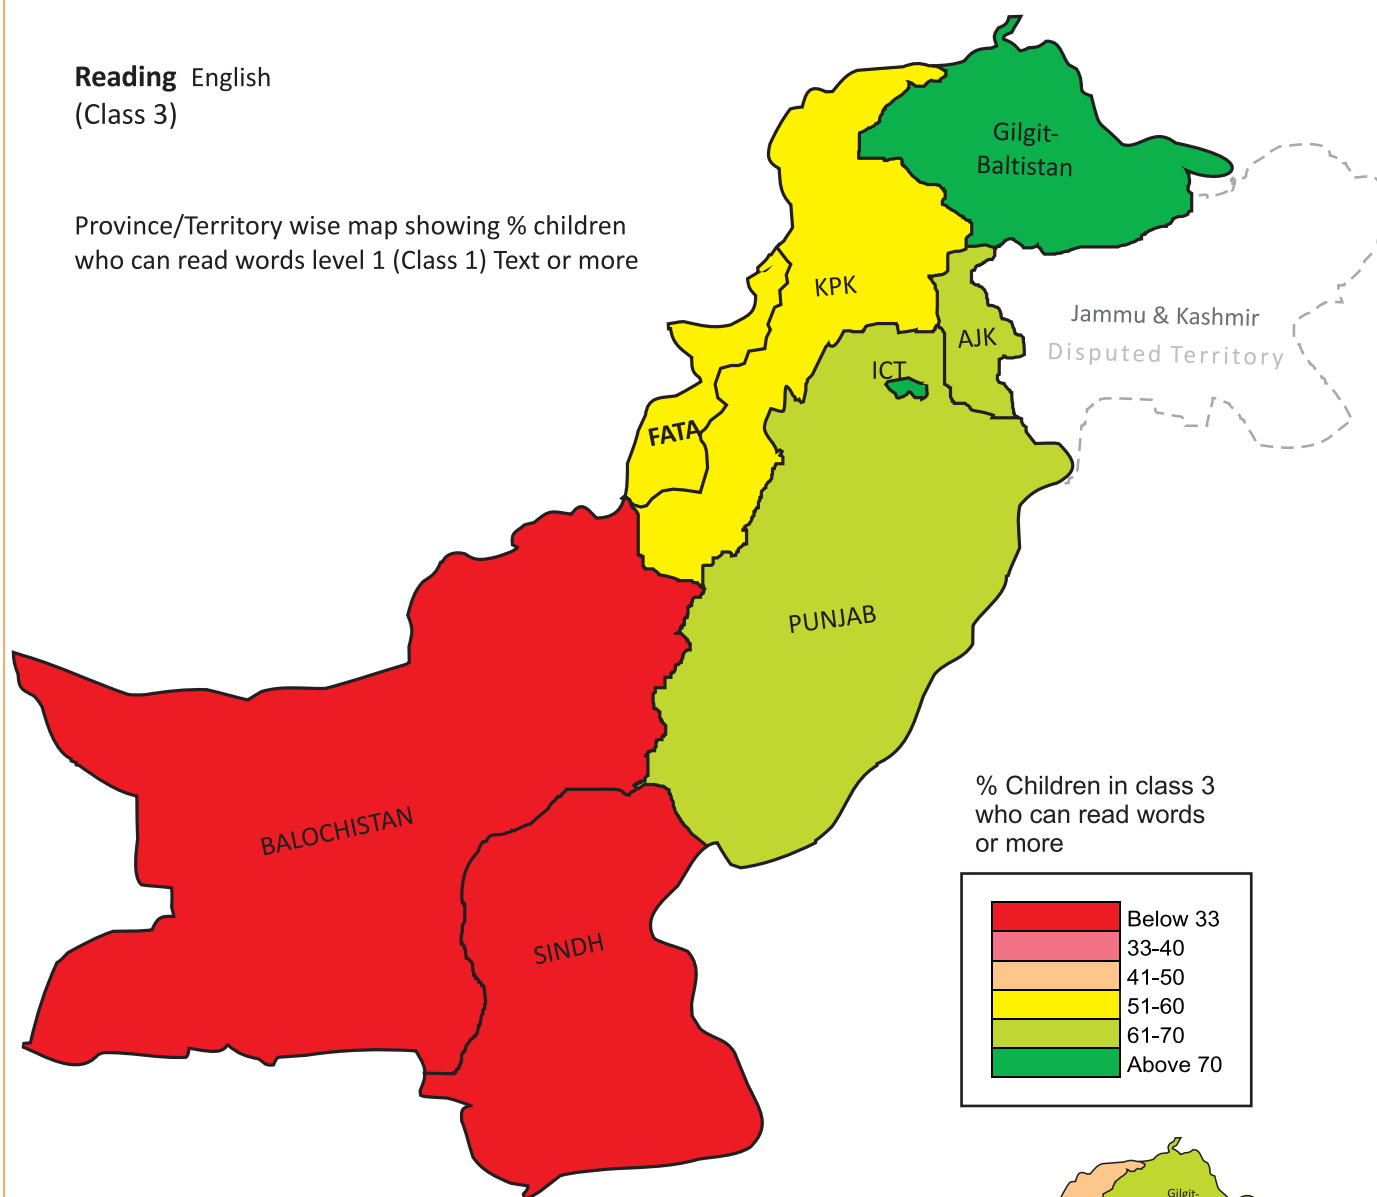 Reading English
(Class 3)
Province/Territory wise map showing % children
who can read words level 1 (Class 1) Text or more
Gilgit-
Baltistan
KPK
AJK
Jammu & Kashmir
Disputed Territory
ICT
FATA
PUNJAB
BALOCHISTAN
SINDH
% Children in class 3
who can read words
or more
Below 33
33-40
41-50
51-60
61-70
Above 70
Gilgit-